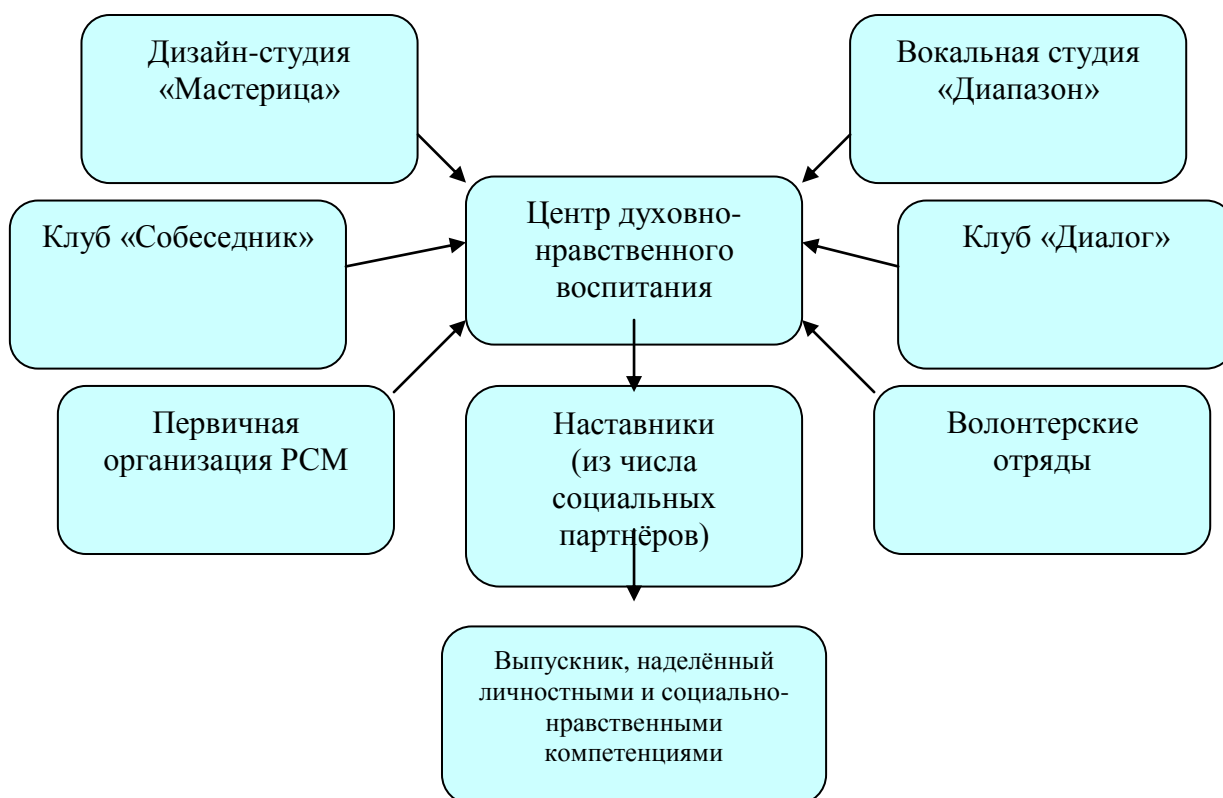 Дизайн-студия
«Мастерица»
Вокальная студия
«Диапазон»
Клуб «Собеседник»
Центр духовно-
нравственного
воспитания
Клуб «Диалог»
Первичная
организация РСМ
Наставники
(из числа
социальных
партнёров)
Волонтерские
отряды
Выпускник, наделённый
личностными и социально-
нравственными
компетенциями